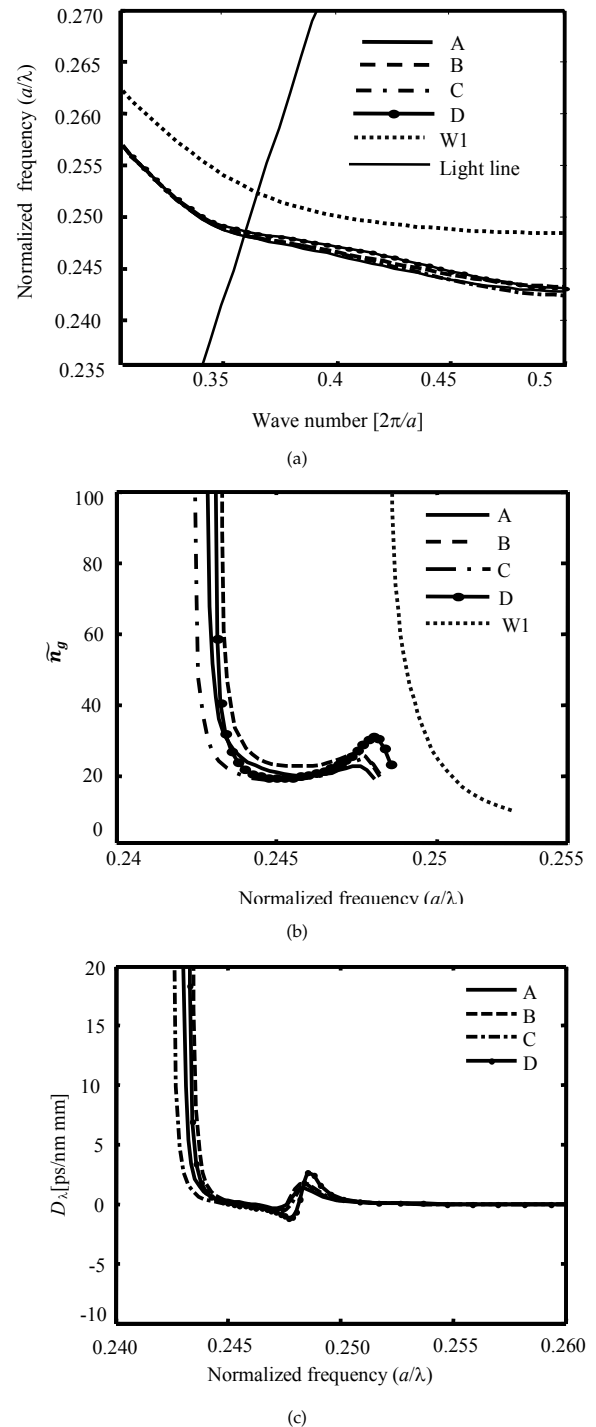 0.270
0.265
0.260
0.255
0.250
0.245
0.240
0.235
Normalized frequency (a/λ)
A
B
C
D
W1
Light line
0.35
0.4
0.45
0.5
Wave number [2π/a]
(a)
100
80
60
40
20
0
ñg
A
B
C
D
W1
0.24
0.245
0.25
0.255
Normalized frequency (a/λ)
(b)
20
15
10
5
0
-5
-10
Dλ[ps/nm mm]
A
B
C
D
0.240
0.245
0.250
0.255
0.260
Normalized frequency (a/λ)
(c)